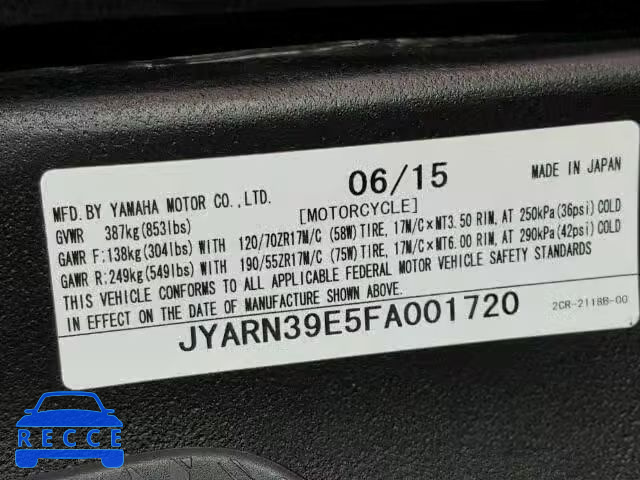 06/15
MADE IN JAPAN
MFD. BY YAMAHA MOTOR CO.,LTD.
[MOTORCYCLE]
GVWR 387kg(853lbs)
GAWR F:138kg(304lbs) WITH 120/70ZR17M/C (58W) TIRE, 17M/C×MT3.50 RIM, AT 250kPa(36psi) COLD
GAWR R:249kg(549lbs) WITH 190/55ZR17M/C (75W) TIRE, 17M/C×MT6.00 RIM, AT 290kPa(42psi) COLD
THIS VEHICLE CONFORMS TO ALL APPLICABLE FEDERAL MOTOR VEHICLE SAFETY STANDARDS
IN EFFECT ON THE DATE OF MANUFACTURE SHOWN ABOVE.
JYARN39E5FA001720
2CR-2118B-00
RECCE